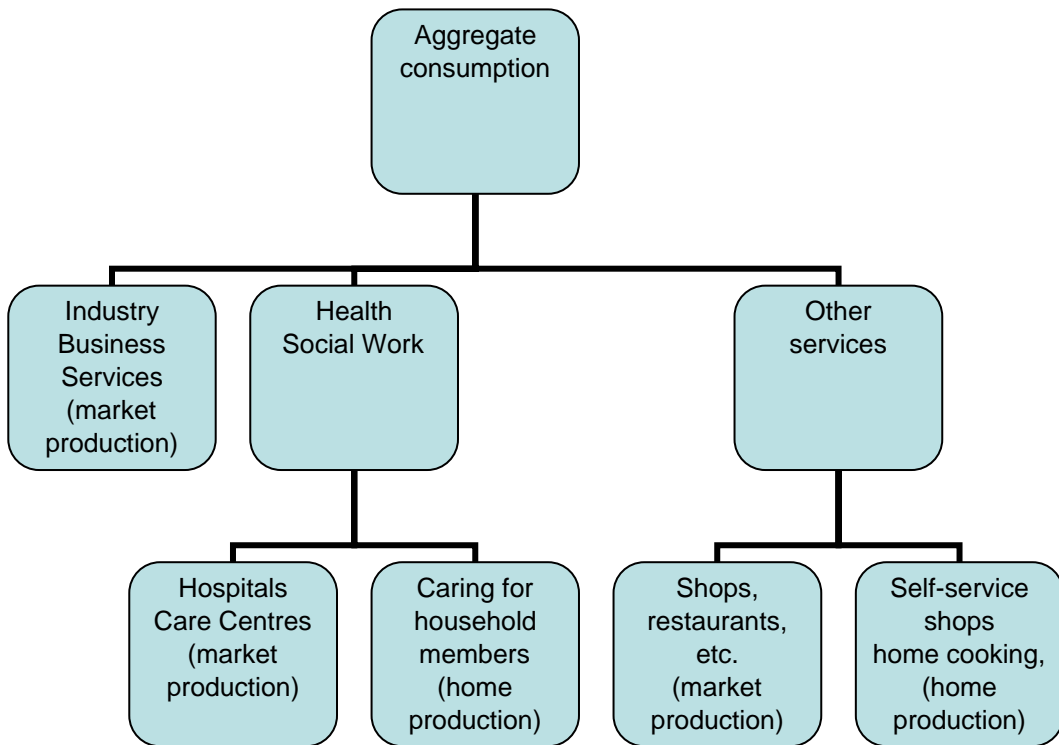 Aggregate
consumption
Industry
Business
Services
(market
production)
Health
Social Work
Other
services
Hospitals
Care Centres
(market
production)
Caring for
household
members
(home
production)
Shops,
restaurants,
etc.
(market
production)
Self-service
shops
home cooking,
(home
production)